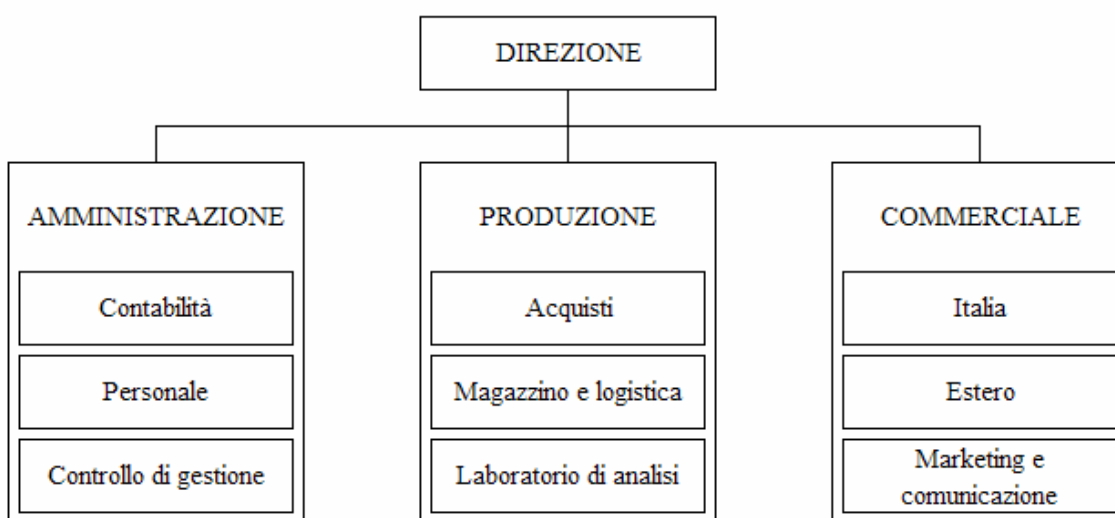 DIREZIONE
AMMINISTRAZIONE
Contabilità
Personale
Controllo di gestione
PRODUZIONE
Acquisti
Magazzino e logistica
Laboratorio di analisi
COMMERCIALE
Italia
Estero
Marketing e
comunicazione